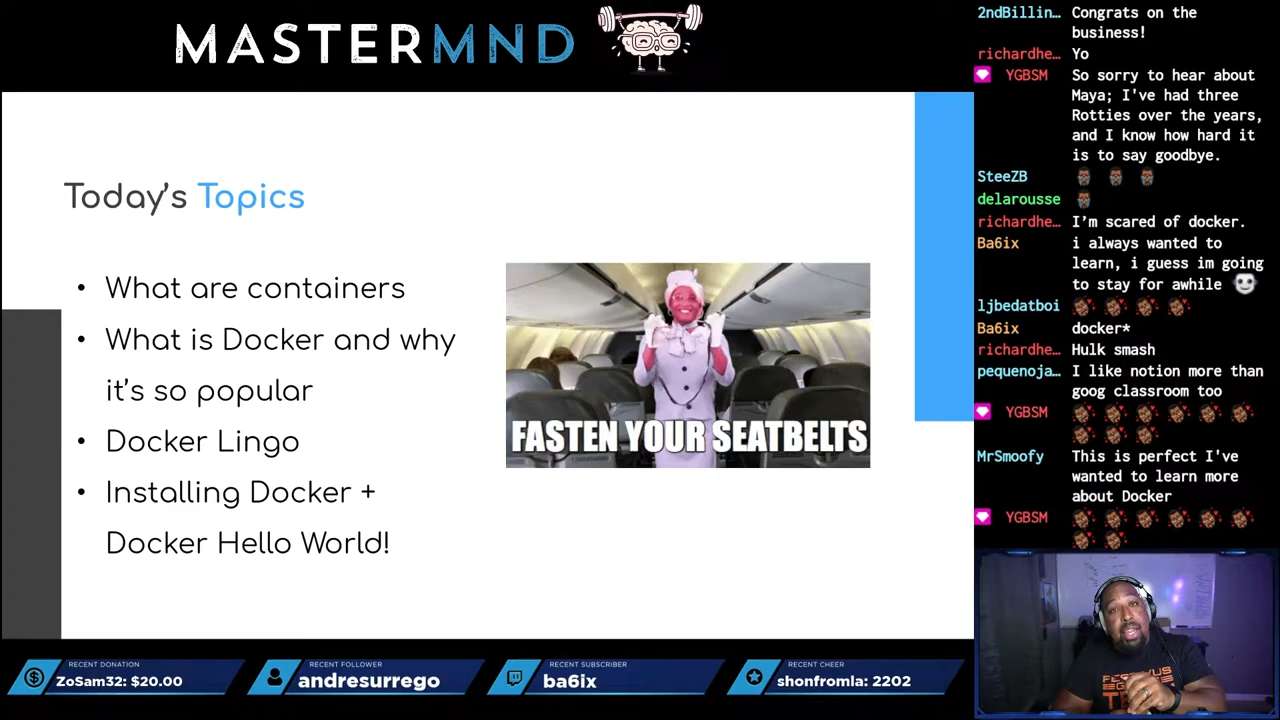 MASTERMND
Today's Topics
• What are containers
• What is Docker and why
it's so popular
• Docker Lingo
• Installing Docker +
Docker Hello World!
FASTEN YOUR SEATBELTS
2ndBillin… Congrats on the
business!
richardhe… Yo
YGBSM So sorry to hear about
Maya; I've had three
Rotties over the years,
and I know how hard it
is to say goodbye.
SteeZB
delarousse
richardhe… I'm scared of docker.
Ba6ix i always wanted to
learn, i guess im going
to stay for awhile
ljbedatboi
Ba6ix docker*
richardhe… Hulk smash
pequenoja… I like notion more than
goog classroom too
YGBSM
MrSmoofy This is perfect I've
wanted to learn more
about Docker
YGBSM
RECENT DONATION
ZoSam32: $20.00
RECENT FOLLOWER
andresurrego
RECENT SUBSCRIBER
ba6ix
RECENT CHEER
shonfromla: 2202